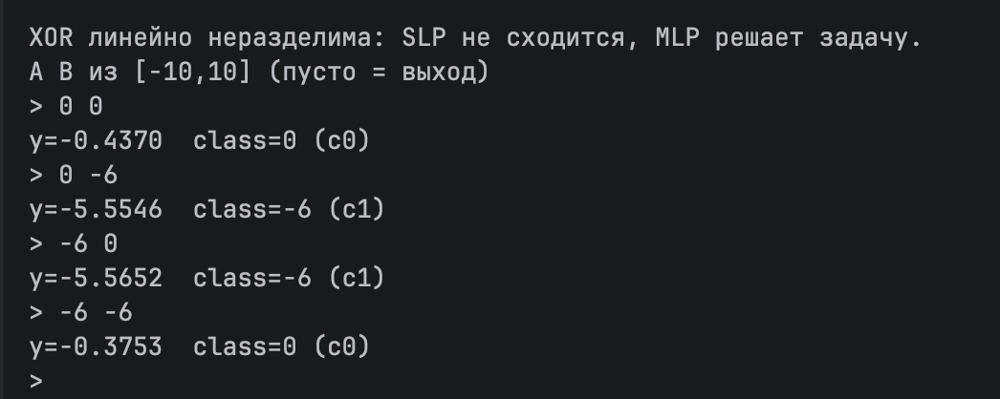 XOR линейно неразделима: SLP не сходится, MLP решает задачу.
A B из [-10,10] (пусто = выход)
> 0 0
y=-0.4370  class=0 (c0)
> 0 -6
y=-5.5546  class=-6 (c1)
> -6 0
y=-5.5652  class=-6 (c1)
> -6 -6
y=-0.3753  class=0 (c0)
>